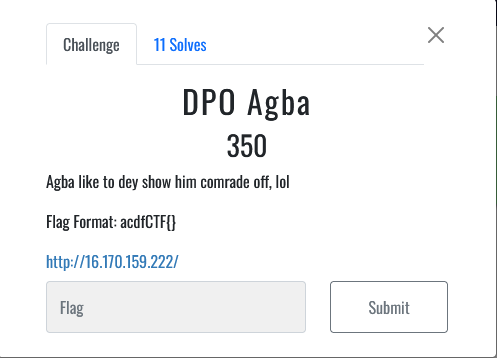 Challenge
11 Solves
DPO Agba
350
Agba like to dey show him comrade off, lol
Flag Format: acdfCTF{}
http://16.170.159.222/
Flag
Submit